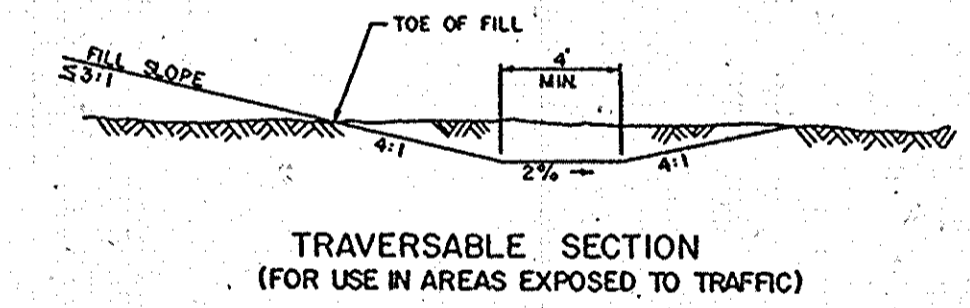 TOE OF FILL
4'
MIN.
FILL SLOPE
≤3:1
4:1
2% →
4:1
TRAVERSABLE SECTION
(FOR USE IN AREAS EXPOSED TO TRAFFIC)